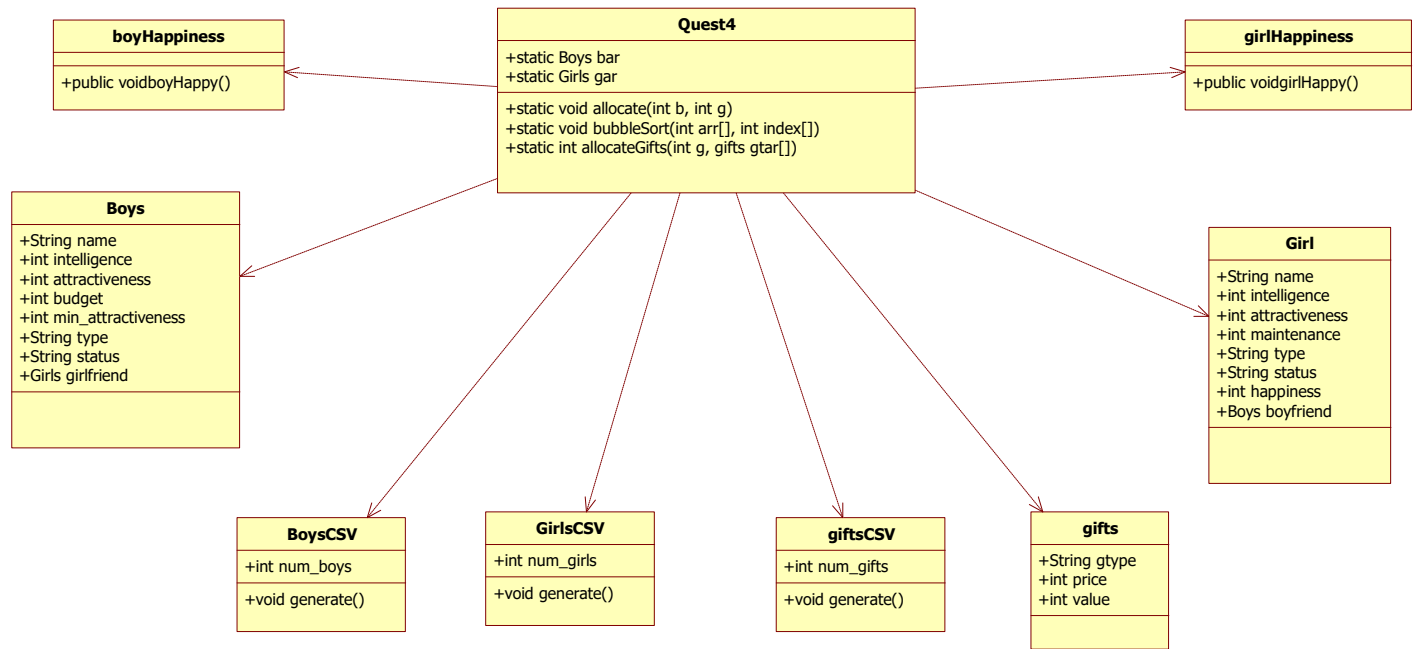 boyHappiness
+public voidboyHappy()
Quest4
+static Boys bar
+static Girls gar
+static void allocate(int b, int g)
+static void bubbleSort(int arr[], int index[])
+static int allocateGifts(int g, gifts gtar[])
girlHappiness
+public voidgirlHappy()
Boys
+String name
+int intelligence
+int attractiveness
+int budget
+int min_attractiveness
+String type
+String status
+Girls girlfriend
Girl
+String name
+int intelligence
+int attractiveness
+int maintenance
+String type
+String status
+int happiness
+Boys boyfriend
BoysCSV
+int num_boys
+void generate()
GirlsCSV
+int num_girls
+void generate()
giftsCSV
+int num_gifts
+void generate()
gifts
+String gtype
+int price
+int value